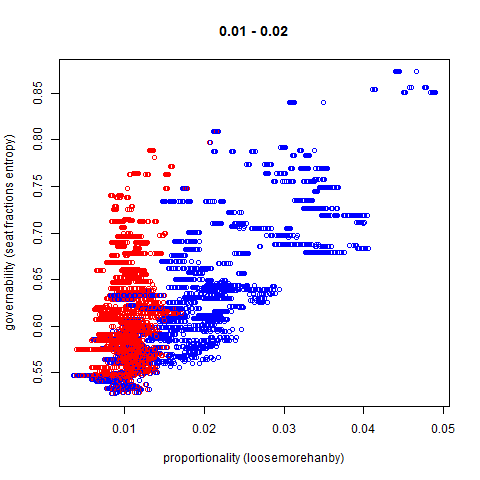 0.01 - 0.02
governability (seat fractions entropy)
0.85
0.80
0.75
0.70
0.65
0.60
0.55
0.01 0.02 0.03 0.04 0.05
proportionality (loosemorehanby)